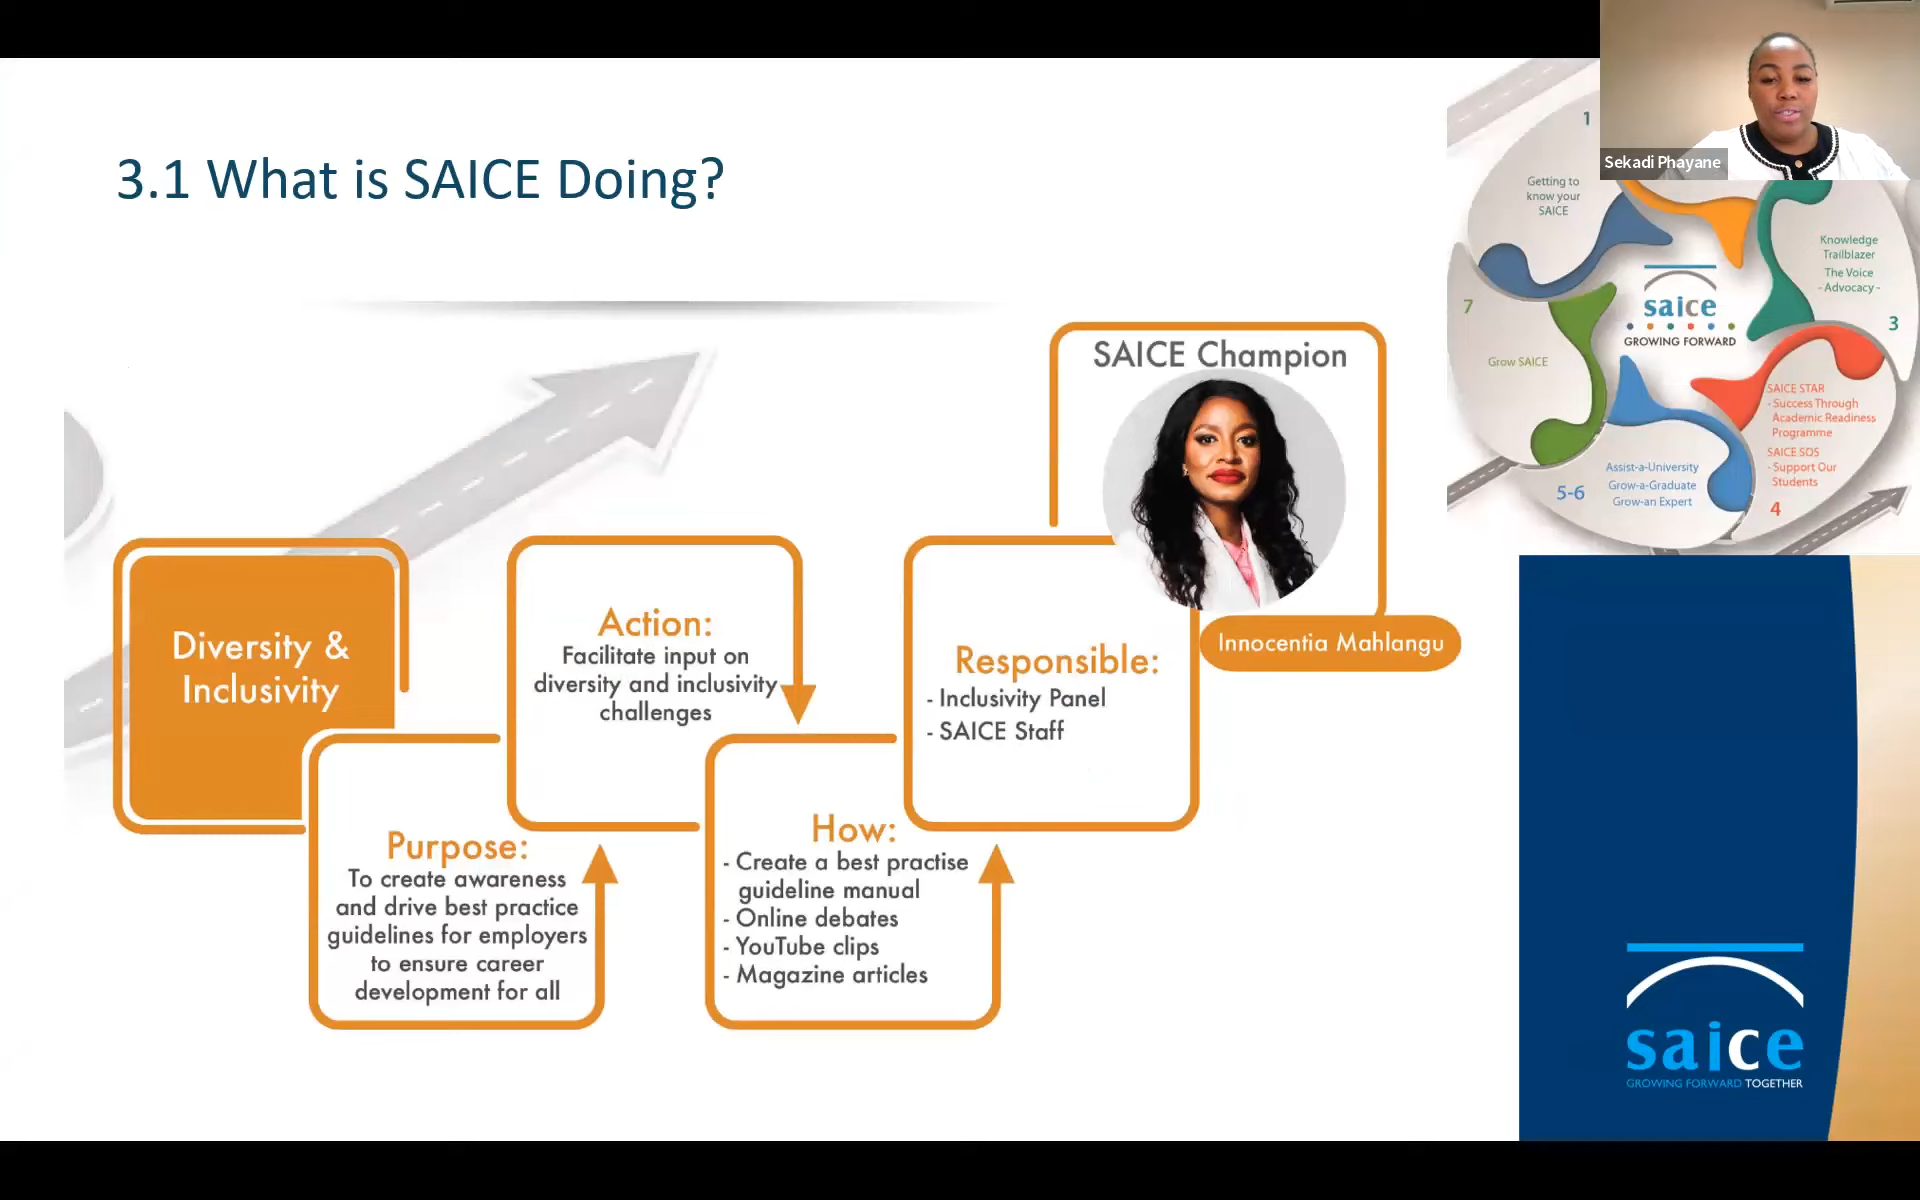 3.1 What is SAICE Doing?
Diversity &
Inclusivity
Purpose:
To create awareness
and drive best practice
guidelines for employers
to ensure career
development for all
Action:
Facilitate input on
diversity and inclusivity
challenges
How:
- Create a best practise
guideline manual
- Online debates
- YouTube clips
- Magazine articles
Responsible:
- Inclusivity Panel
- SAICE Staff
SAICE Champion
Innocentia Mahlangu
Sekadi Phayane
1
Getting to
know your
SAICE
Knowledge
Trailblazer
The Voice
- Advocacy -
3
SAICE STAR
- Success Through
Academic Readiness
Programme
SAICE SOS
- Support Our
Students
4
5-6
Assist-a-University
Grow-a-Graduate
Grow-an Expert
7
Grow SAICE
saice
GROWING FORWARD
saice
GROWING FORWARD TOGETHER